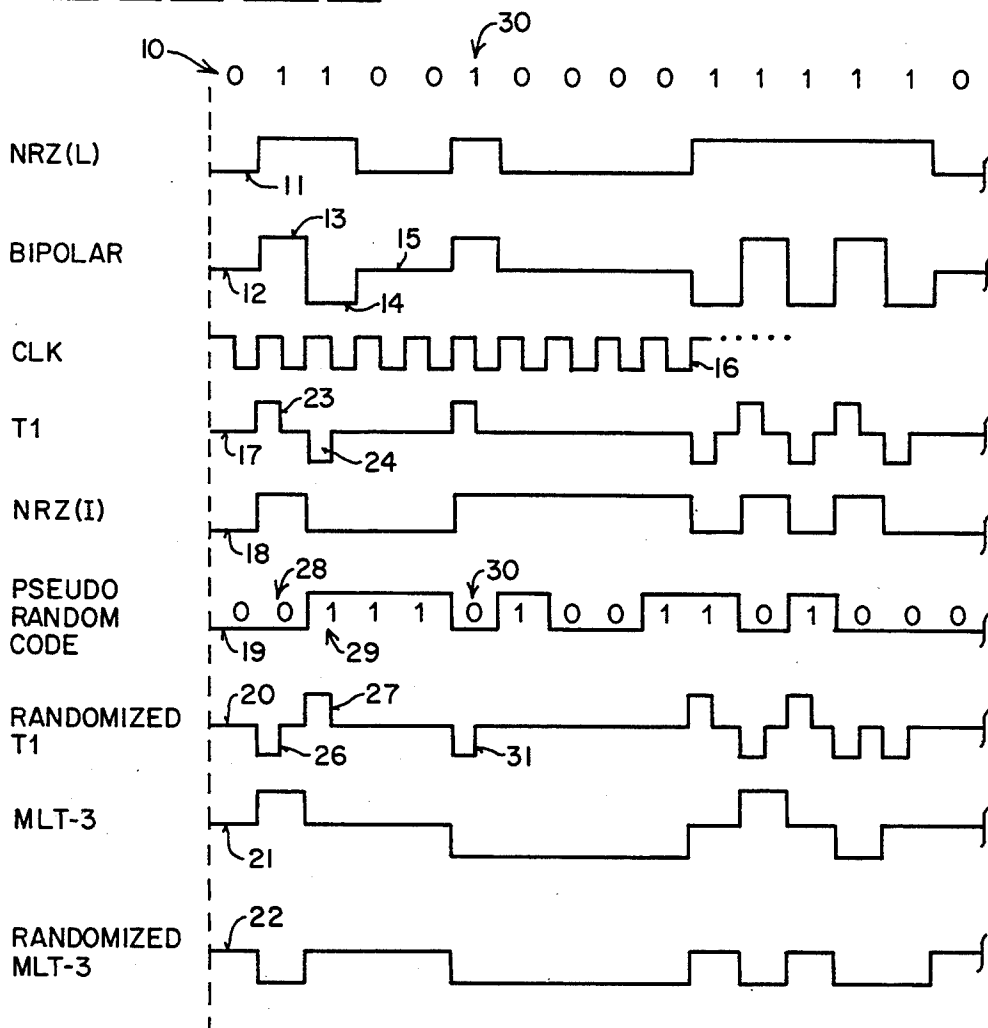 30
10
0 1 1 0 0 1 0 0 0 0 1 1 1 1 1 0
NRZ(L)
11
13
BIPOLAR
15
12
14
CLK
16
23
T1
17
24
NRZ(I)
18
28
30
PSEUDO
RANDOM
CODE
0 0 1 1 1 0 1 0 0 1 1 0 1 0 0 0
19
29
20
27
RANDOMIZED
T1
26
31
MLT-3
21
22
RANDOMIZED
MLT-3